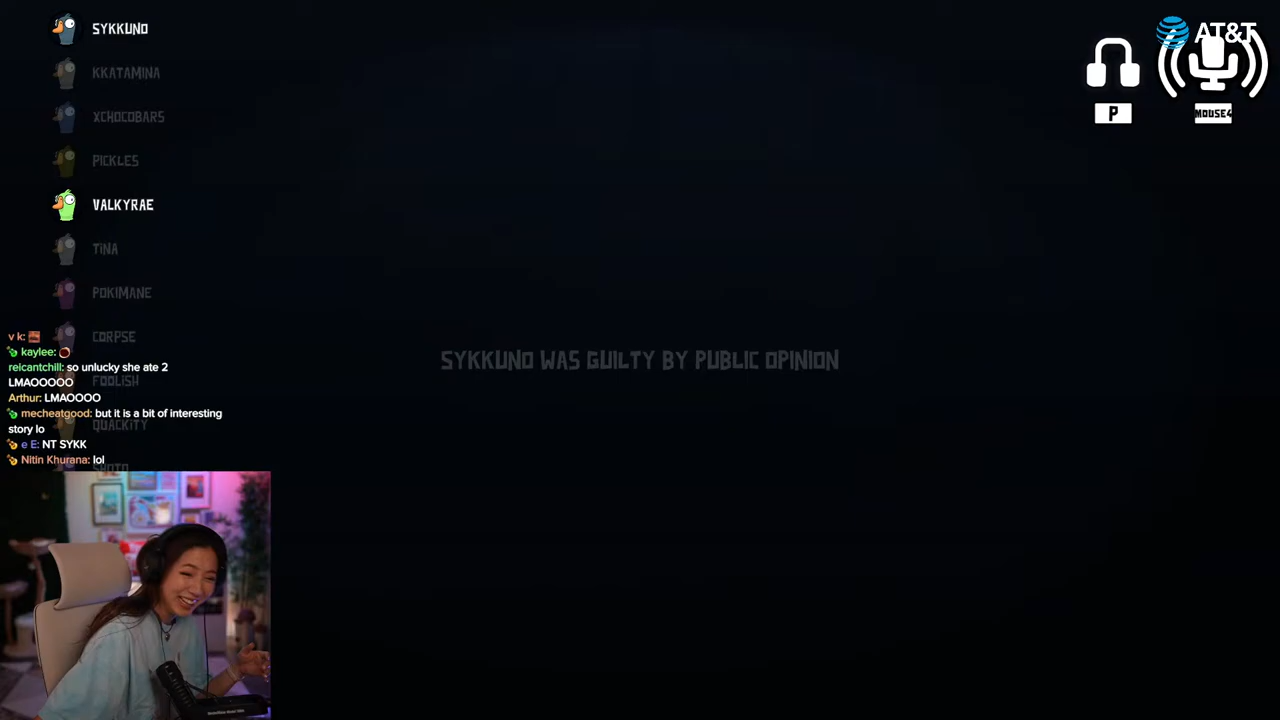 SYKKUNO
KKATAMINA
XCHOCOBARS
PICKLES
VALKYRAE
TINA
POKIMANE
CORPSE
FOOLISH
QUACKITY
SHOTO
v k:
kaylee:
reicantchill: so unlucky she ate 2
LMAOOOOO
Arthur: LMAOOOO
mecheatgood: but it is a bit of interesting
story lo
e E: NT SYKK
Nitin Khurana: lol
SYKKUNO WAS GUILTY BY PUBLIC OPINION
AT&T
P
MOUSE4